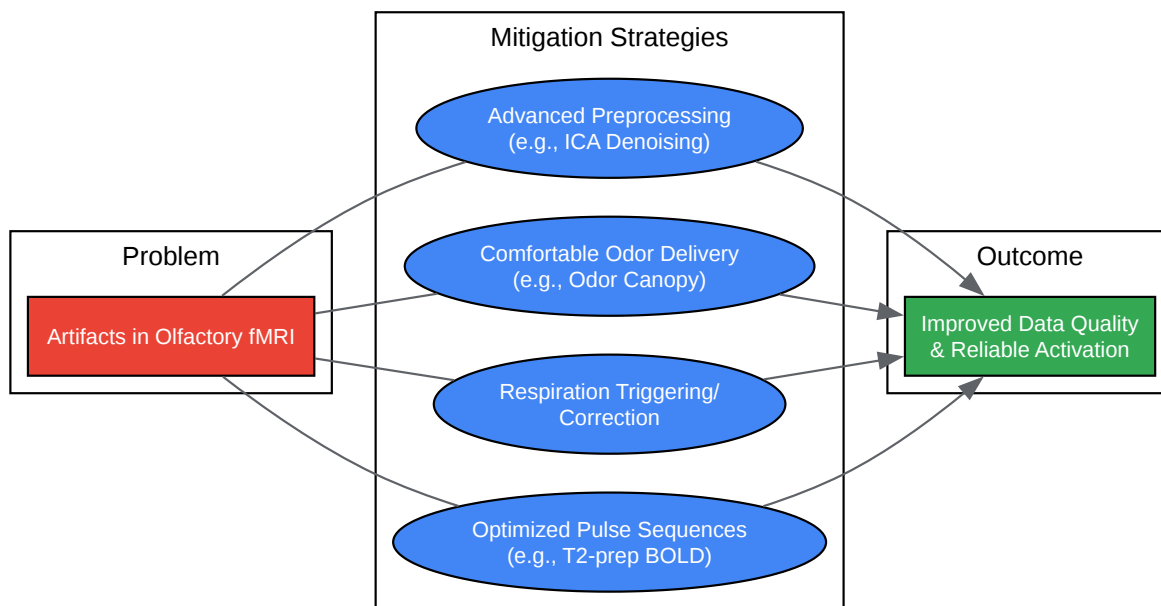 Mitigation Strategies
Advanced Preprocessing
(e.g., ICA Denoising)
Problem
Artifacts in Olfactory fMRI
Comfortable Odor Delivery
(e.g., Odor Canopy)
Respiration Triggering/
Correction
Optimized Pulse Sequences
(e.g., T2-prep BOLD)
Outcome
Improved Data Quality
& Reliable Activation